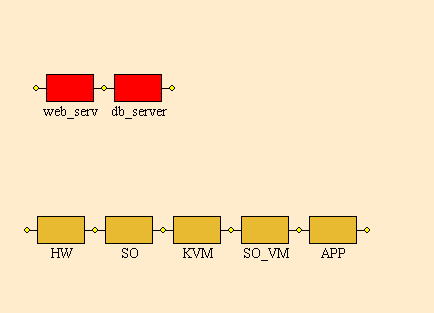 web_serv db_server
HW SO KVM SO_VM APP